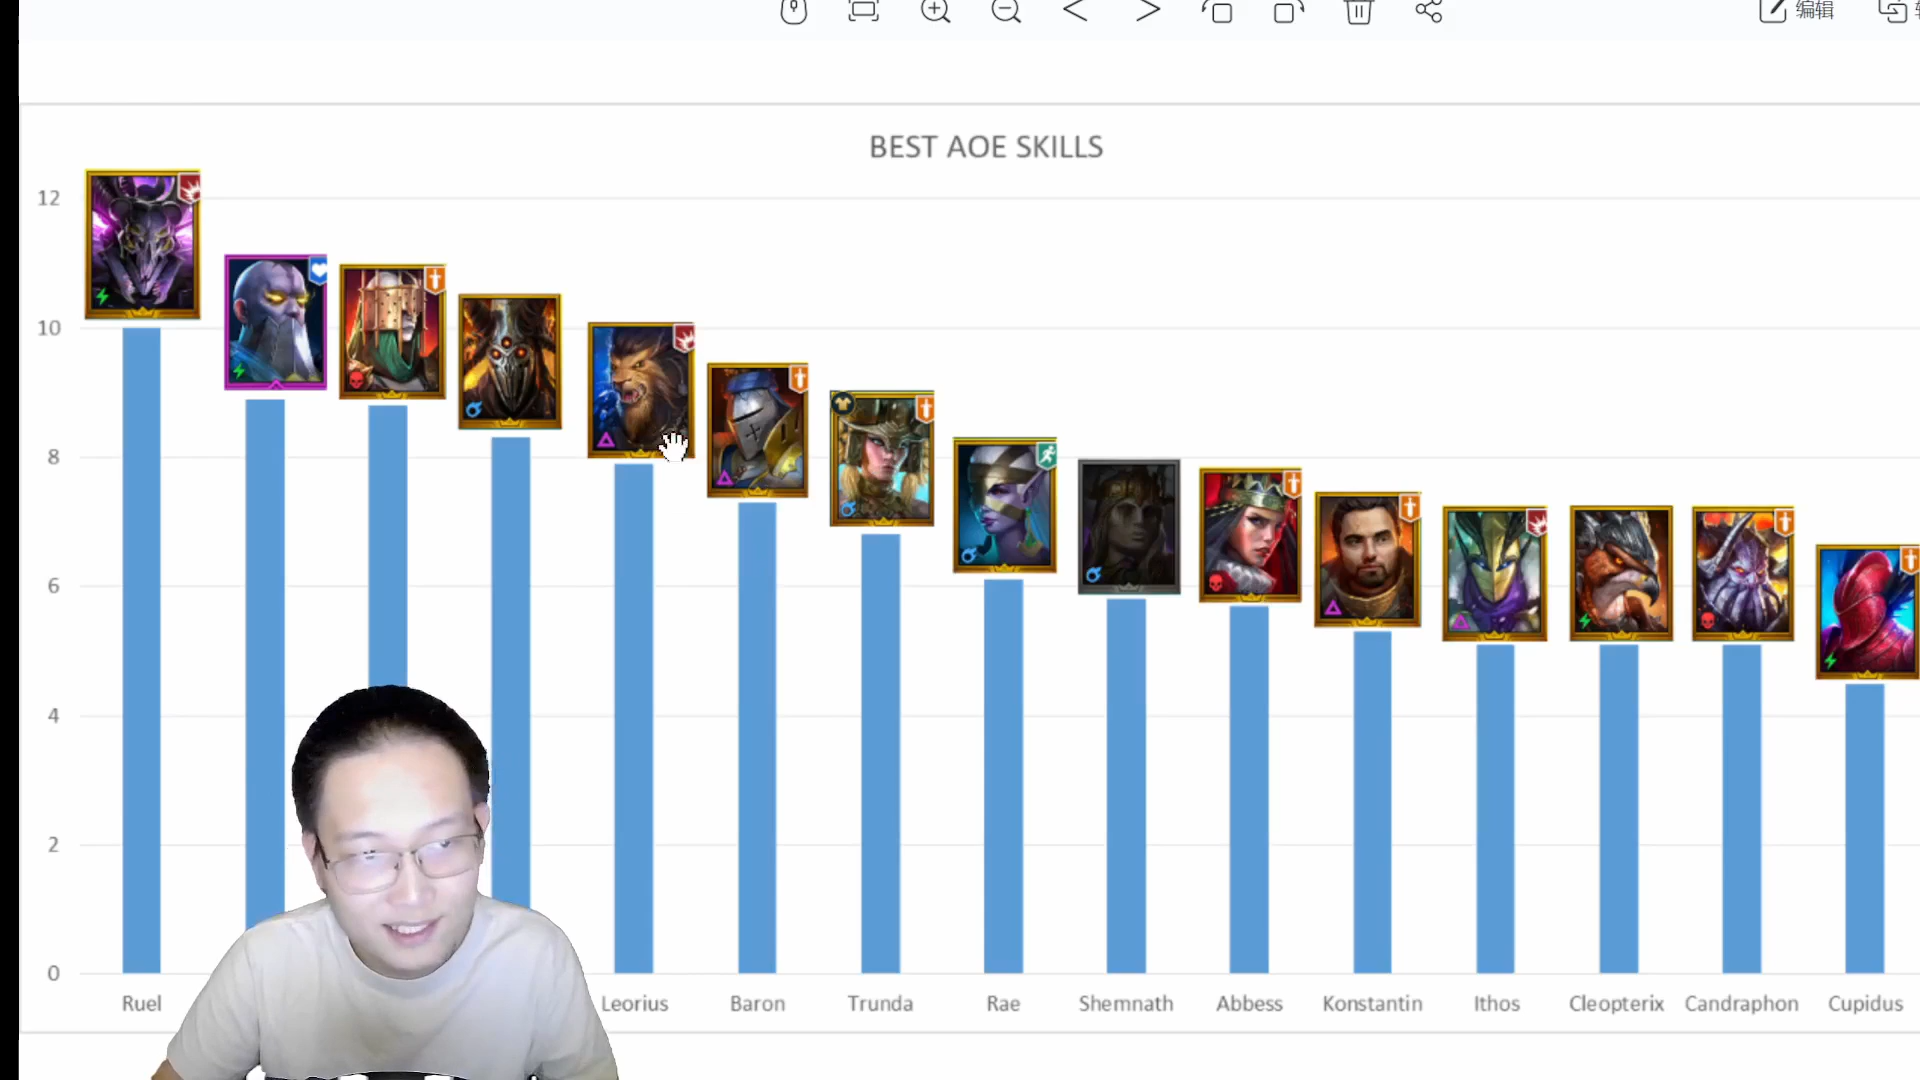 编辑
BEST AOE SKILLS
12
10
8
6
4
2
0
Ruel
Leorius
Baron
Trunda
Rae
Shemnath
Abbess
Konstantin
Ithos
Cleopterix
Candraphon
Cupidus